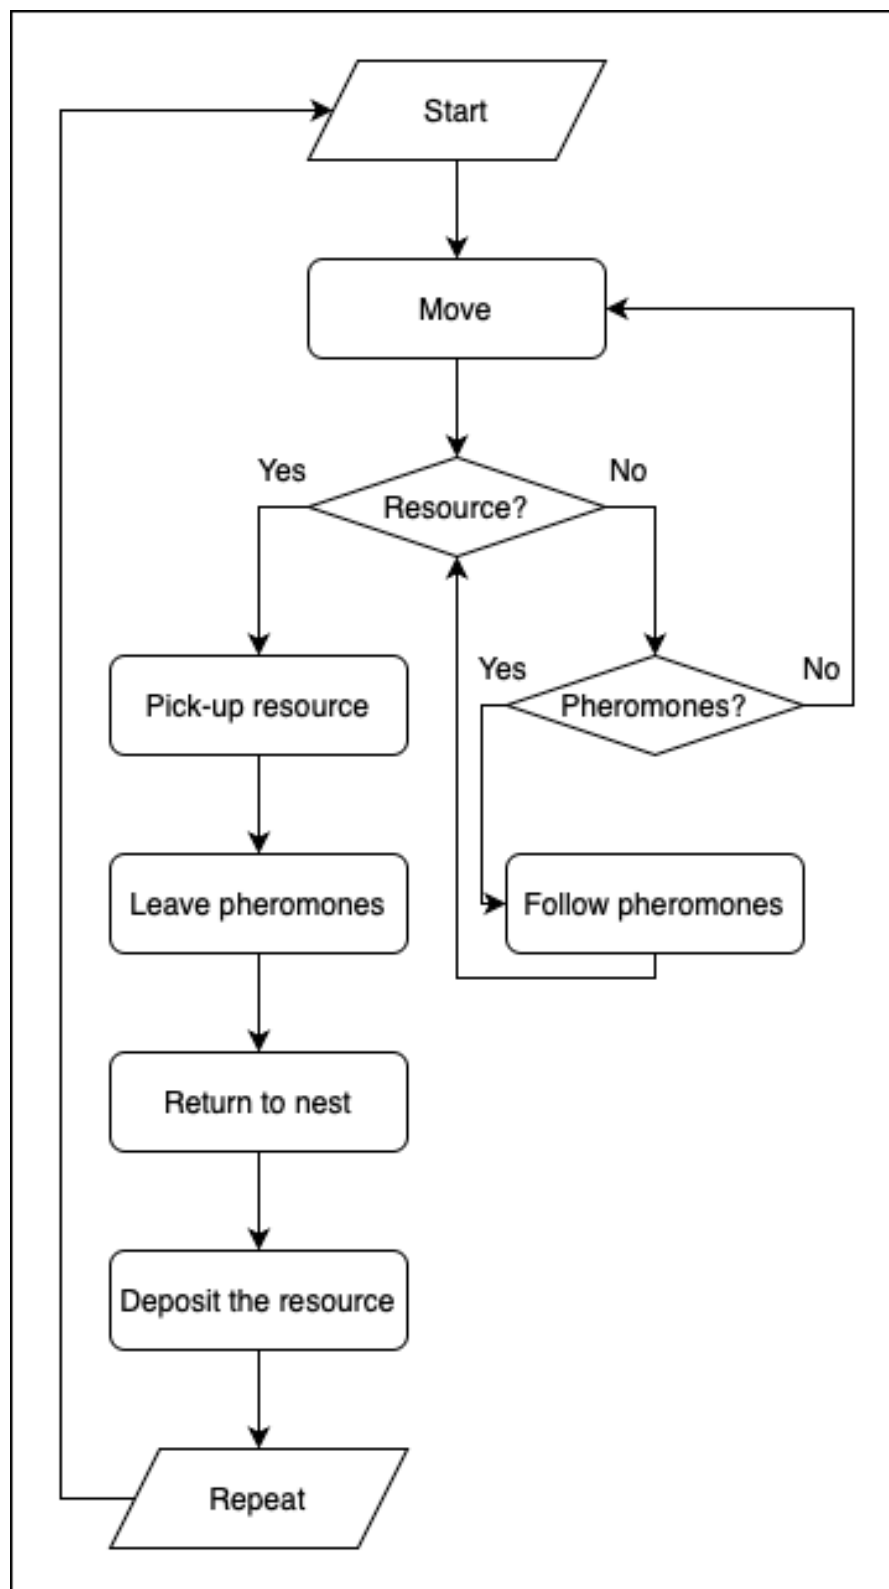 Start
Move
Yes
No
Resource?
Yes
No
Pick-up resource
Pheromones?
Leave pheromones
Follow pheromones
Return to nest
Deposit the resource
Repeat